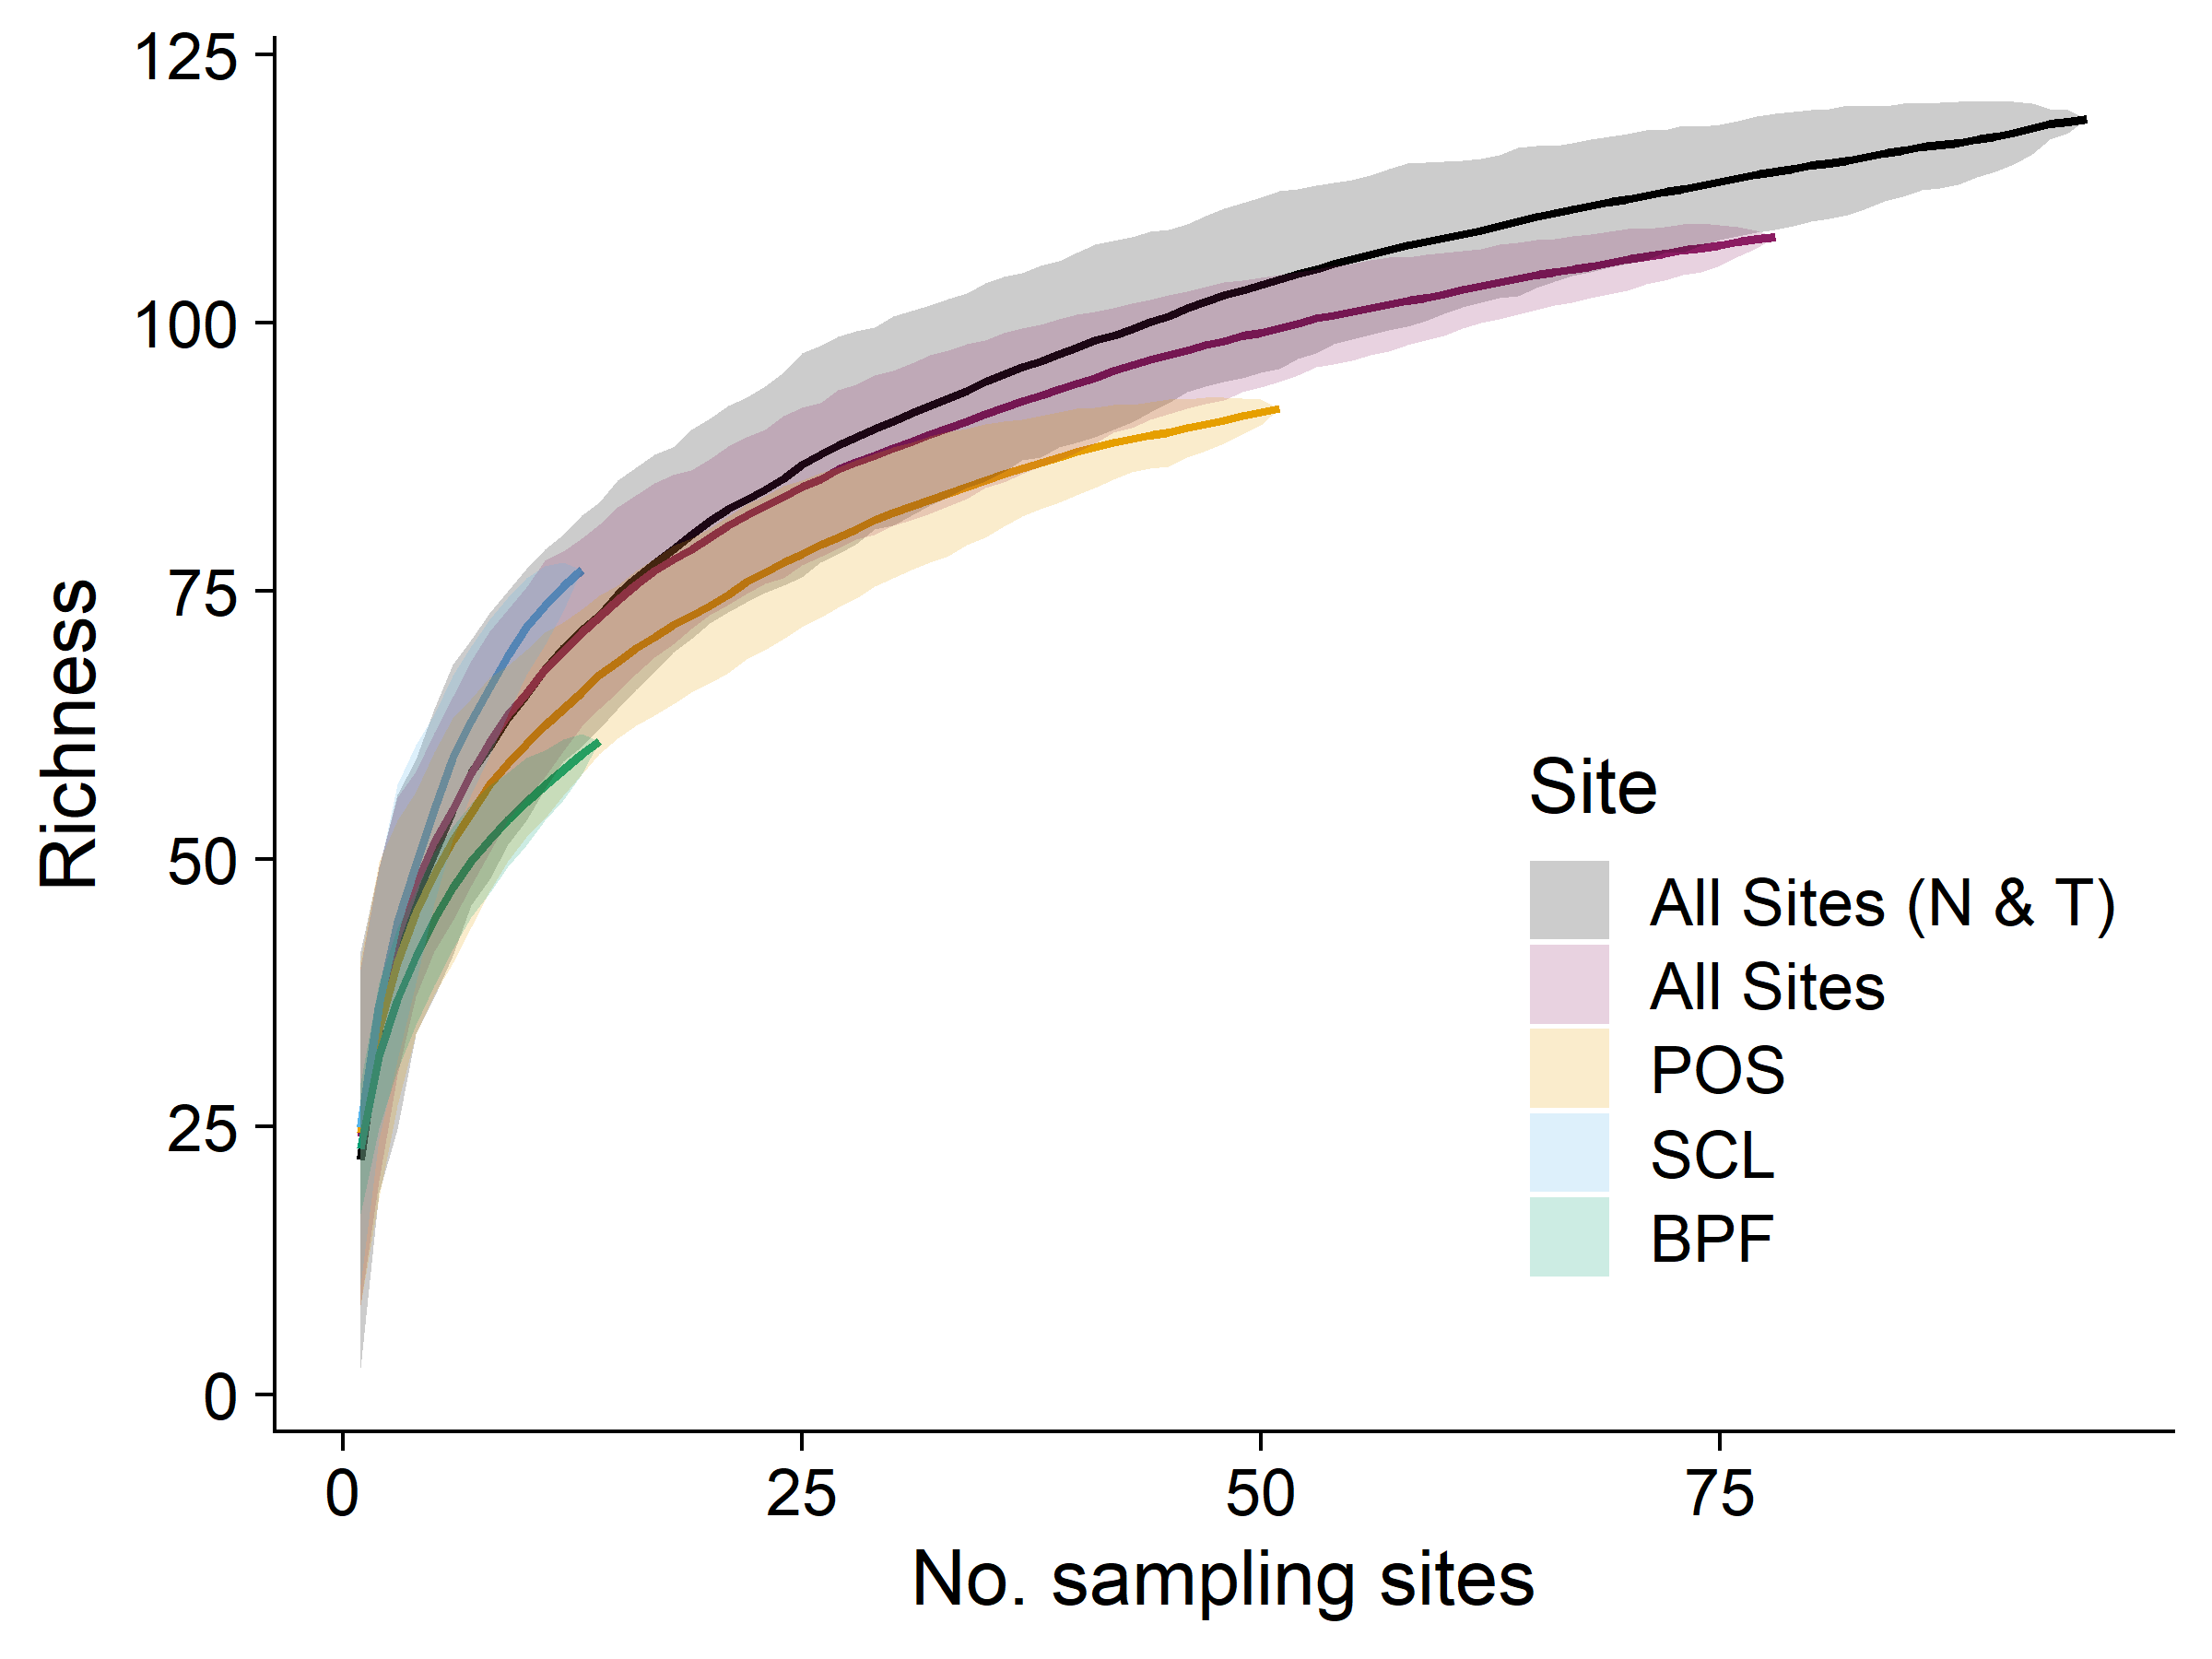 125
100
75
50
25
0
Richness
0 25 50 75
No. sampling sites
Site
All Sites (N & T)
All Sites
POS
SCL
BPF